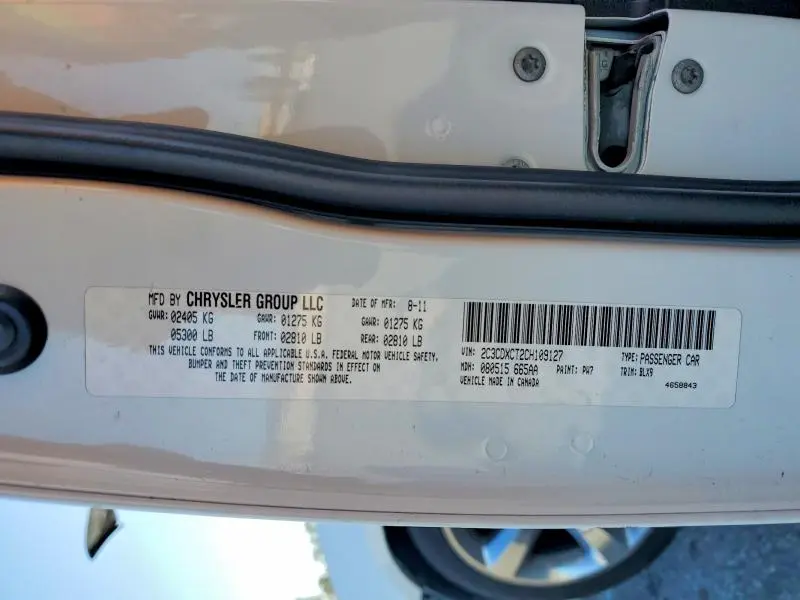 MFD BY CHRYSLER GROUP LLC DATE OF MFR: 8-11
GVWR: 02405 KG GAWR: 01275 KG GAWR: 01275 KG
05300 LB FRONT: 02810 LB REAR: 02810 LB
THIS VEHICLE CONFORMS TO ALL APPLICABLE U.S.A. FEDERAL MOTOR VEHICLE SAFETY,
BUMPER AND THEFT PREVENTION STANDARDS IN EFFECT ON
THE DATE OF MANUFACTURE SHOWN ABOVE.
VIN: 2C3CDXCT2CH109127 TYPE: PASSENGER CAR
MDH: 080515 665AA PAINT: PW7 TRIM: BLX9
VEHICLE MADE IN CANADA 4658843